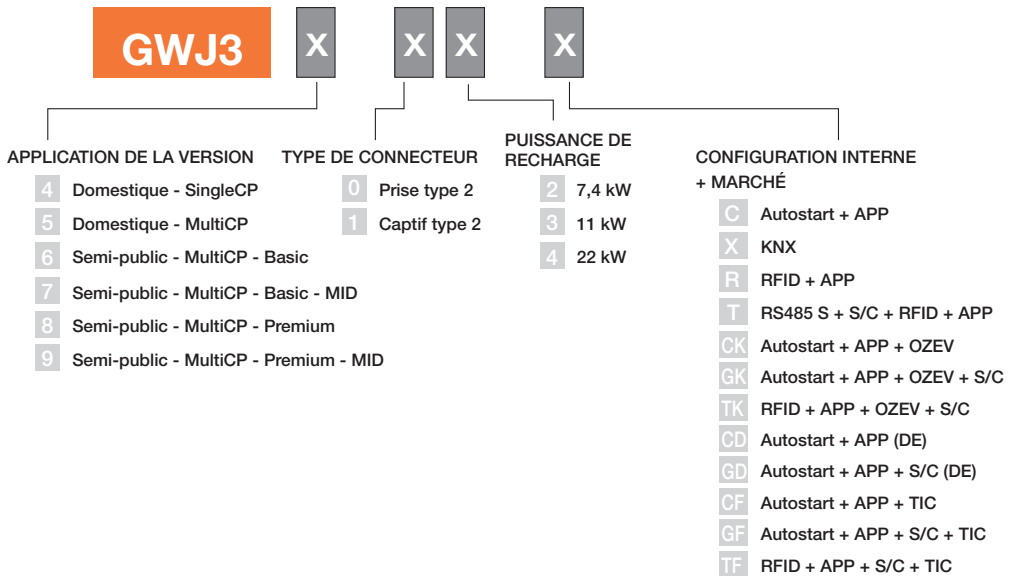 GWJ3 X X X X
APPLICATION DE LA VERSION
4 Domestique - SingleCP
5 Domestique - MultiCP
6 Semi-public - MultiCP - Basic
7 Semi-public - MultiCP - Basic - MID
8 Semi-public - MultiCP - Premium
9 Semi-public - MultiCP - Premium - MID
TYPE DE CONNECTEUR
0 Prise type 2
1 Captif type 2
PUISSANCE DE
RECHARGE
2 7,4 kW
3 11 kW
4 22 kW
CONFIGURATION INTERNE
+ MARCHÉ
C Autostart + APP
X KNX
R RFID + APP
T RS485 S + S/C + RFID + APP
CK Autostart + APP + OZEV
GK Autostart + APP + OZEV + S/C
TK RFID + APP + OZEV + S/C
CD Autostart + APP (DE)
GD Autostart + APP + S/C (DE)
CF Autostart + APP + TIC
GF Autostart + APP + S/C + TIC
TF RFID + APP + S/C + TIC